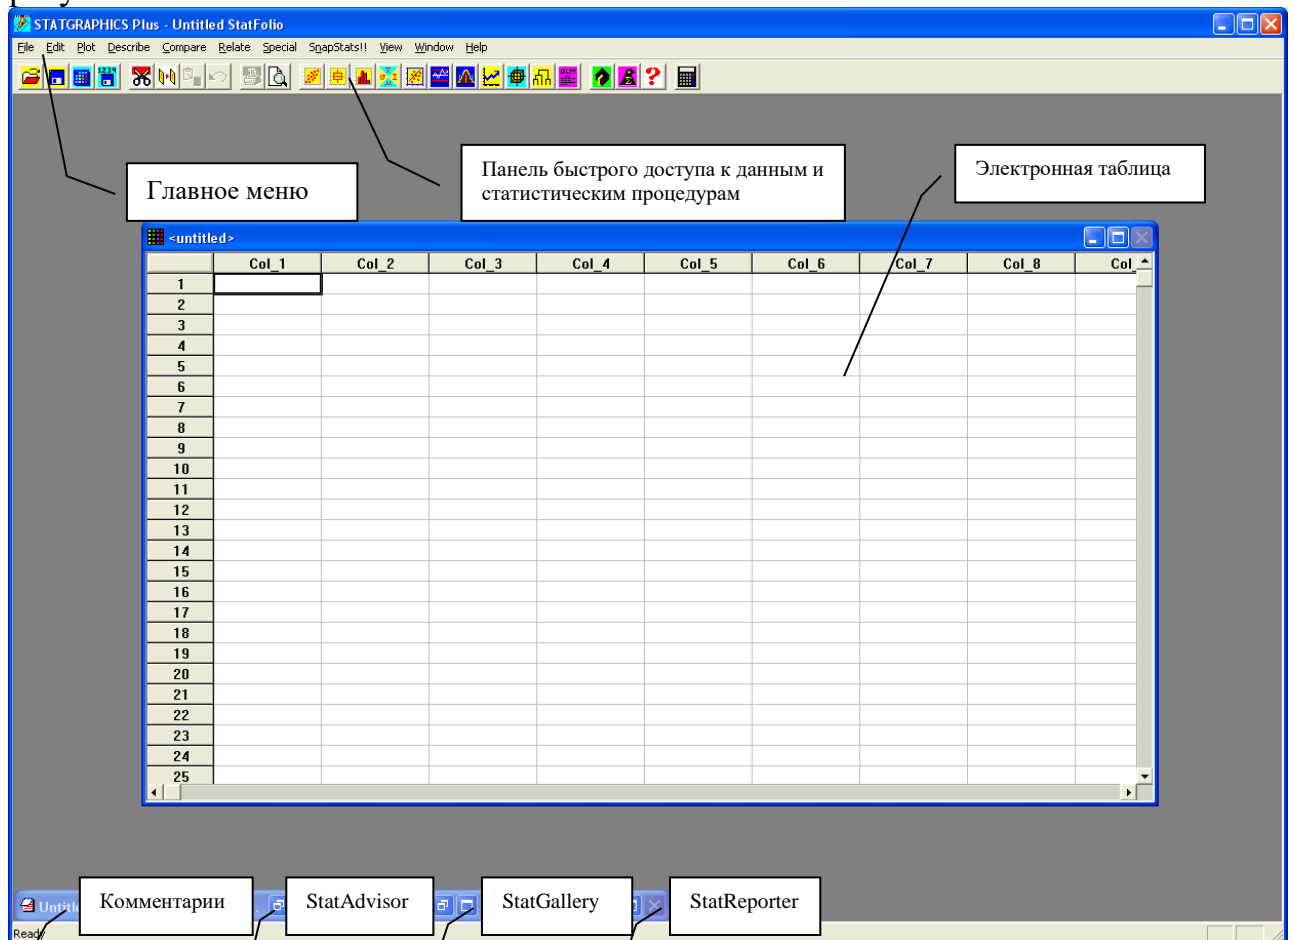 STATGRAPHICS Plus - Untitled StatFolio
File Edit Plot Describe Compare Relate Special SnapStats!! View Window Help
Панель быстрого доступа к данным и
статистическим процедурам
Электронная таблица
Главное меню
<untitled>
Col_1 Col_2 Col_3 Col_4 Col_5 Col_6 Col_7 Col_8 Col_
1
2
3
4
5
6
7
8
9
10
11
12
13
14
15
16
17
18
19
20
21
22
23
24
25
Комментарии
StatAdvisor
StatGallery
StatReporter
Ready